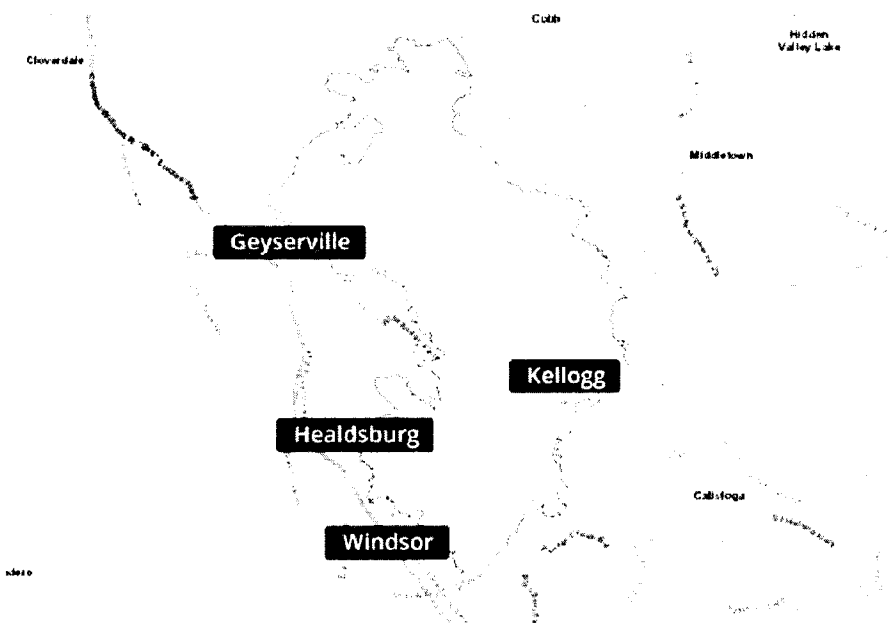 Cobb
Hidden
Valley Lake
Cloverdale
Middletown
Geyserville
Kellogg
Healdsburg
Calistoga
Windsor